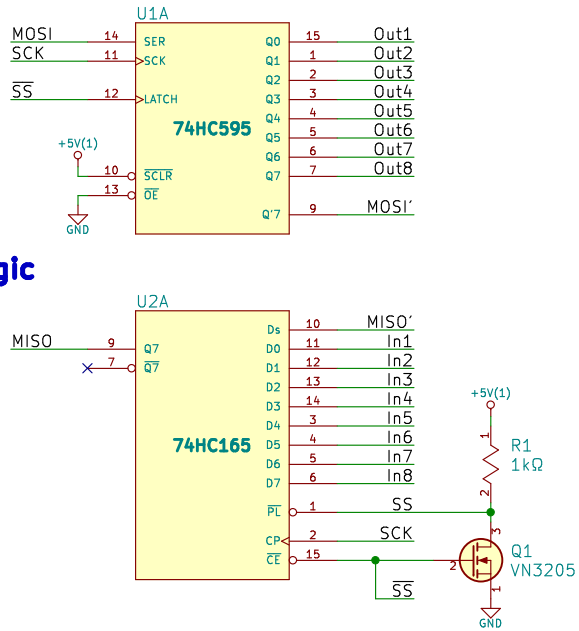 U1A
MOSI 14 SER Q0 15 Out1
SCK 11 SCK Q1 1 Out2
Q2 2 Out3
SS 12 LATCH Q3 3 Out4
Q4 4 Out5
74HC595
Q5 5 Out6
+5V(1)
Q6 6 Out7
10 SCLR Q7 7 Out8
13 OE
Q'7 9 MOSI'
GND
gic
U2A
Ds 10 MISO'
MISO 9 Q7 D0 11 In1
7 Q7 D1 12 In2
D2 13 In3
+5V(1)
D3 14 In4
D4 3 In5
1
74HC165
D5 4 In6
R1
D6 5 In7
1kΩ
D7 6 In8
2
PL 1 SS
3
CP 2 SCK
Q1
CE 15
2
VN3205
SS
1
GND